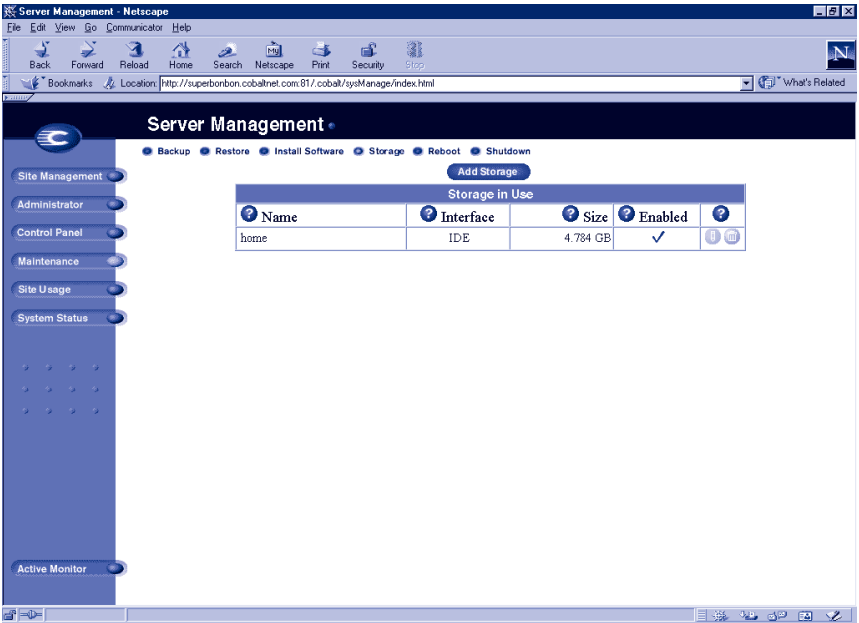 Server Management - Netscape
File Edit View Go Communicator Help
Back Forward Reload Home Search Netscape Print Security Stop
Bookmarks Location: http://superbonbon.cobaltnet.com:81/.cobalt/sysManage/index.html What's Related
Server Management
Backup Restore Install Software Storage Reboot Shutdown
Add Storage
Site Management
Administrator
Control Panel
Maintenance
Site Usage
System Status
Active Monitor
Storage in Use
? Name ? Interface ? Size ? Enabled ?
home IDE 4.784 GB ✓